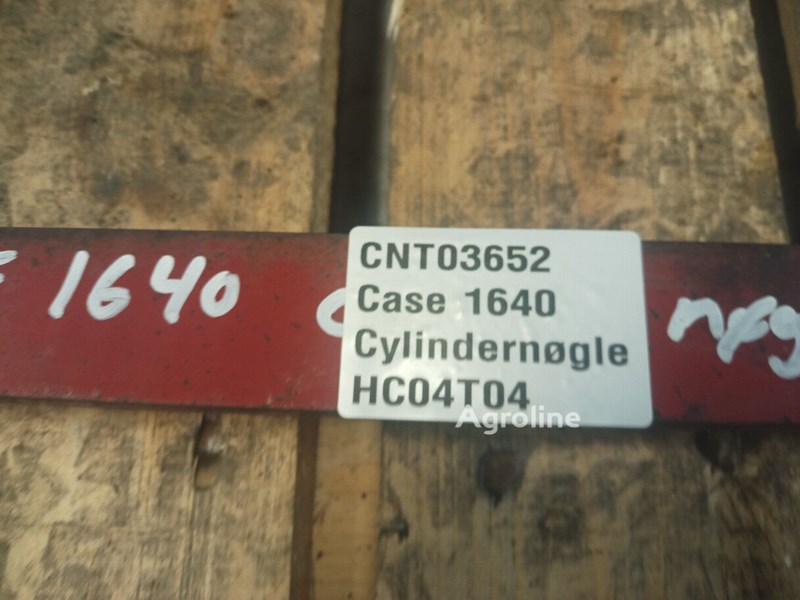 1640
CNT03652
Case 1640
Cylindernøgle
HC04T04
Agroline